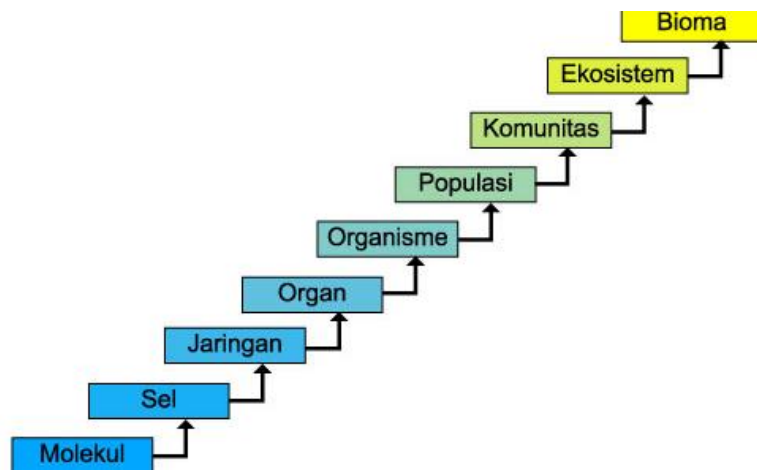 Bioma
Ekosistem
Komunitas
Populasi
Organisme
Organ
Jaringan
Sel
Molekul